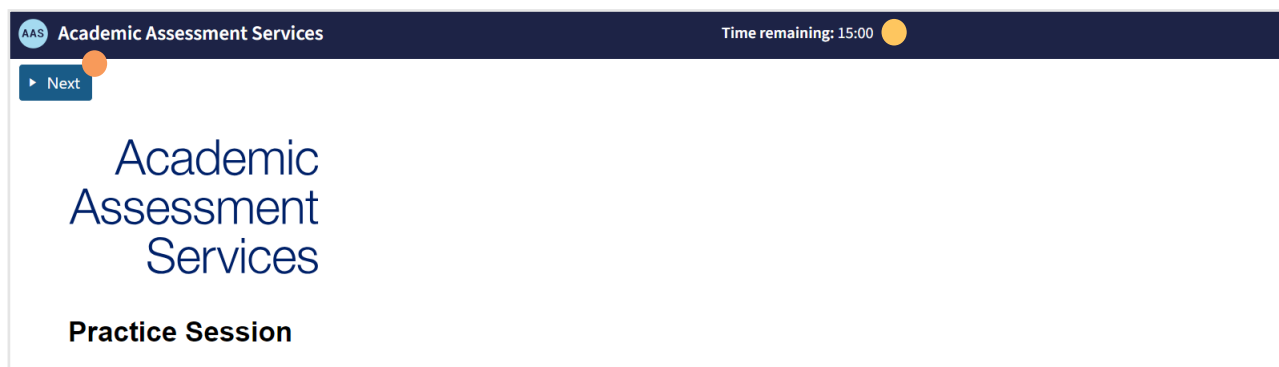 AAS Academic Assessment Services Time remaining: 15:00
Next
Academic
Assessment
Services
Practice Session